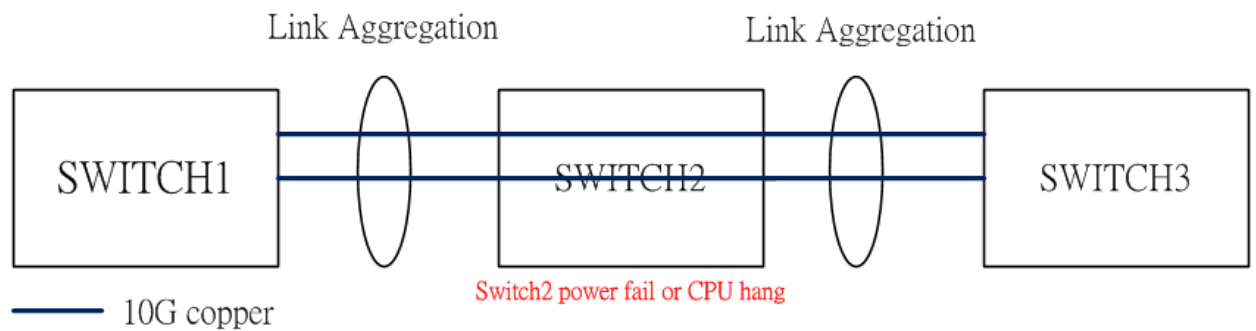 Link Aggregation
Link Aggregation
SWITCH1
SWITCH2
SWITCH3
Switch2 power fail or CPU hang
10G copper